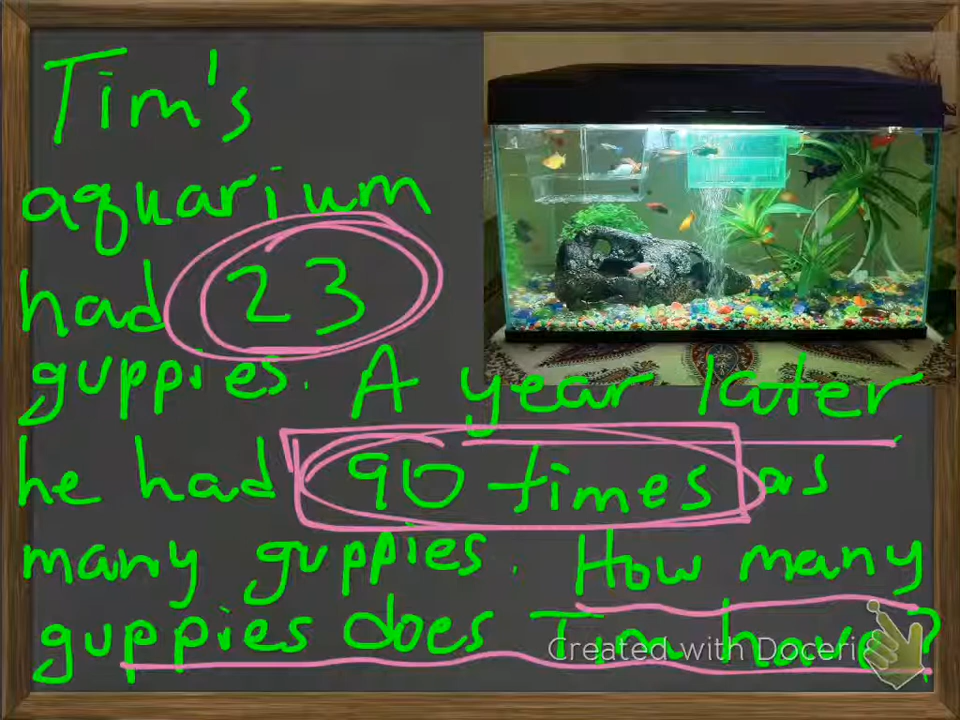 Tim's
aquarium
had 23
guppies. A year later
he had 90 times as
many guppies. How many
guppies does Tim have?
Created with Doceri